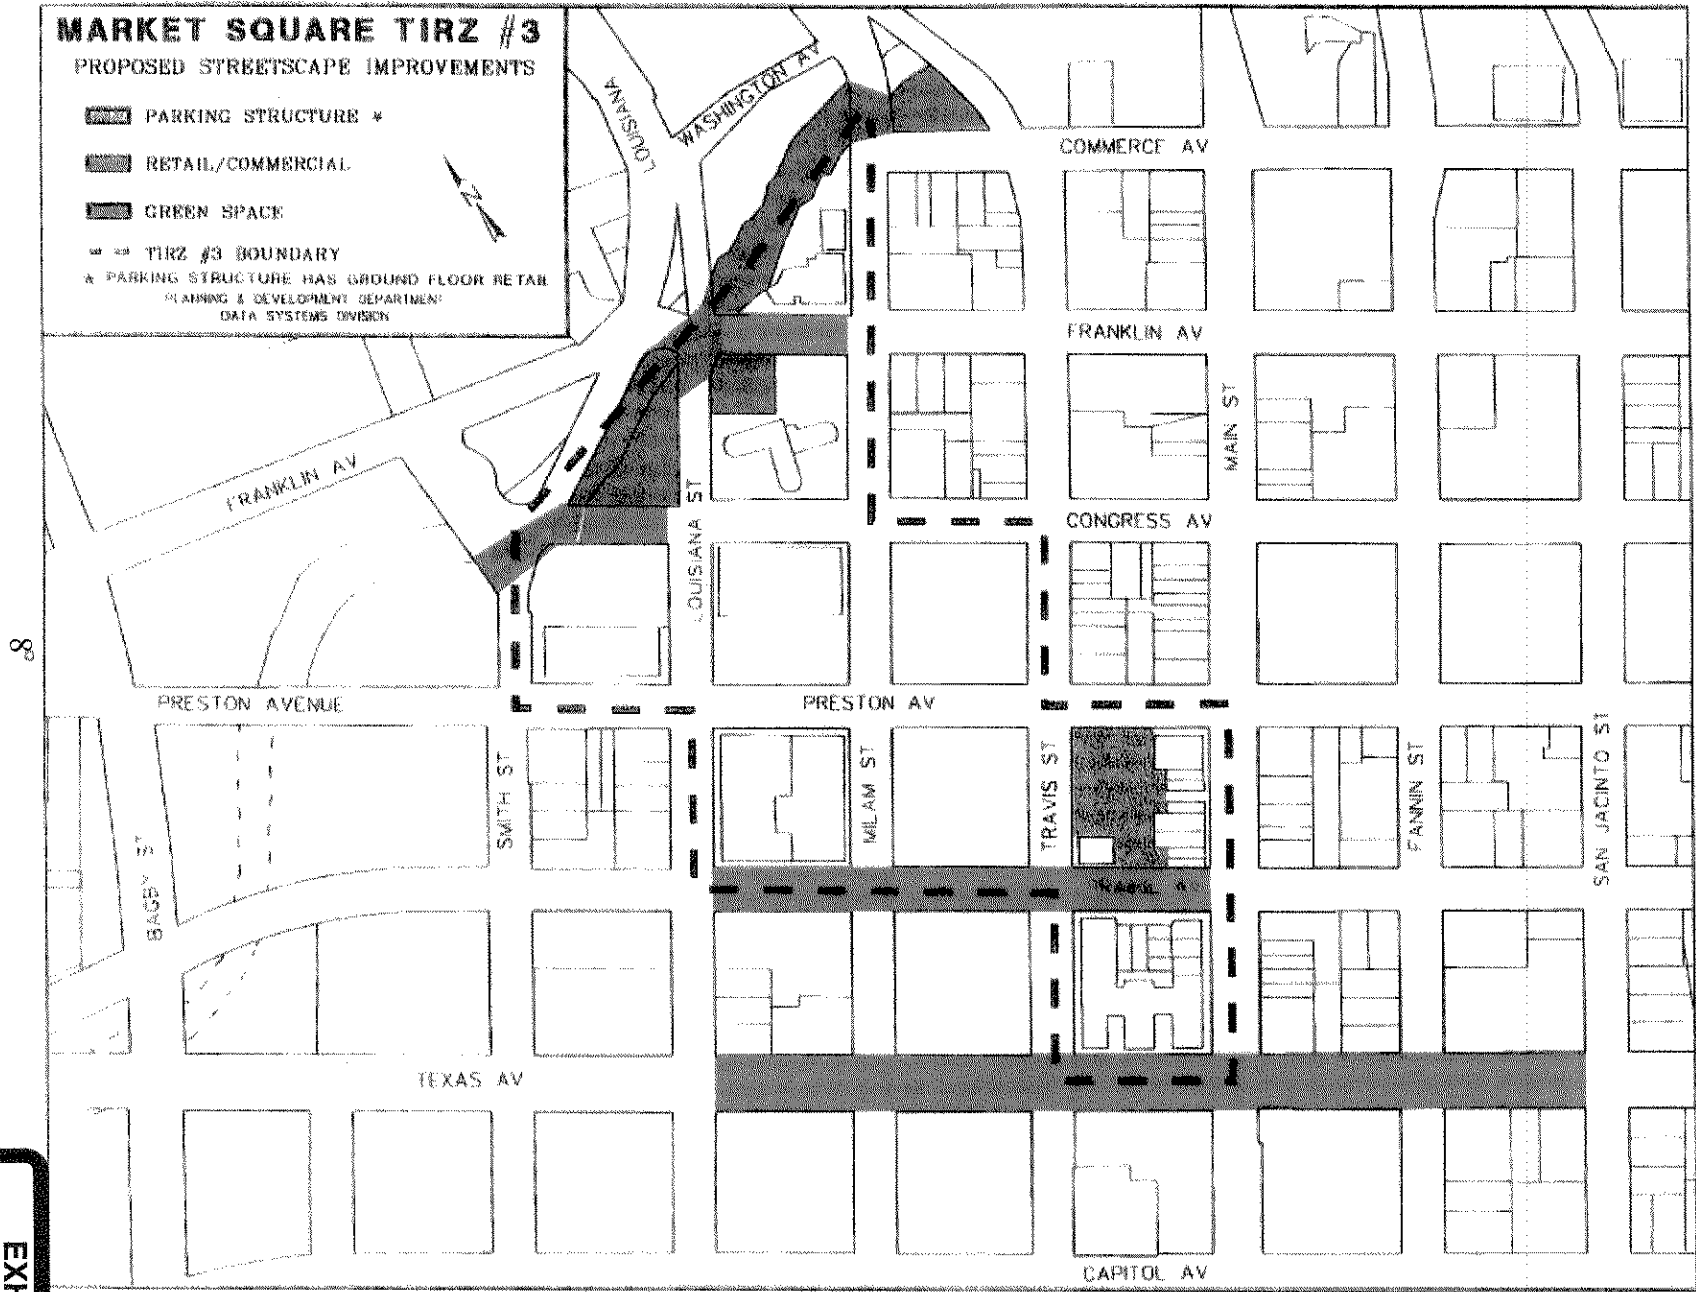 MARKET SQUARE TIRZ #3
PROPOSED STREETSCAPE IMPROVEMENTS
PARKING STRUCTURE *
RETAIL/COMMERCIAL
GREEN SPACE
TIRZ #3 BOUNDARY
* PARKING STRUCTURE HAS GROUND FLOOR RETAIL
PLANNING & DEVELOPMENT DEPARTMENT
DATA SYSTEMS DIVISION
N
LOUISIANA
WASHINGTON AV
COMMERCE AV
FRANKLIN AV
MAIN ST
FRANKLIN AV
CONGRESS AV
LOUISIANA ST
8
PRESTON AVENUE
PRESTON AV
SMITH ST
MILAM ST
TRAVIS ST
FANNIN ST
SAN JACINTO ST
BAGBY ST
TEXAS AV
CAPITOL AV